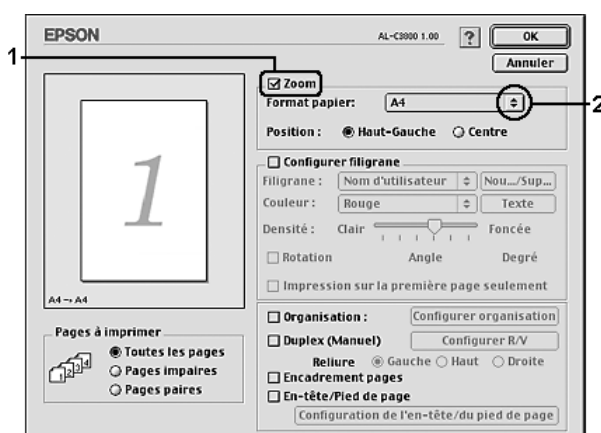 EPSON
AL-C3800 1.00
?
OK
Annuler
1
Zoom
Format papier: A4
2
Position : Haut-Gauche Centre
1
A4 → A4
Configurer filigrane
Filigrane : Nom d'utilisateur Nou.../Sup...
Couleur : Rouge Texte
Densité : Clair Foncée
Rotation Angle Degré
Impression sur la première page seulement
Pages à imprimer
1 2 3 4
Toutes les pages
Pages impaires
Pages paires
Organisation : Configurer organisation
Duplex (Manuel) Configurer R/V
Reliure Gauche Haut Droite
Encadrement pages
En-tête/Pied de page
Configuration de l'en-tête/du pied de page